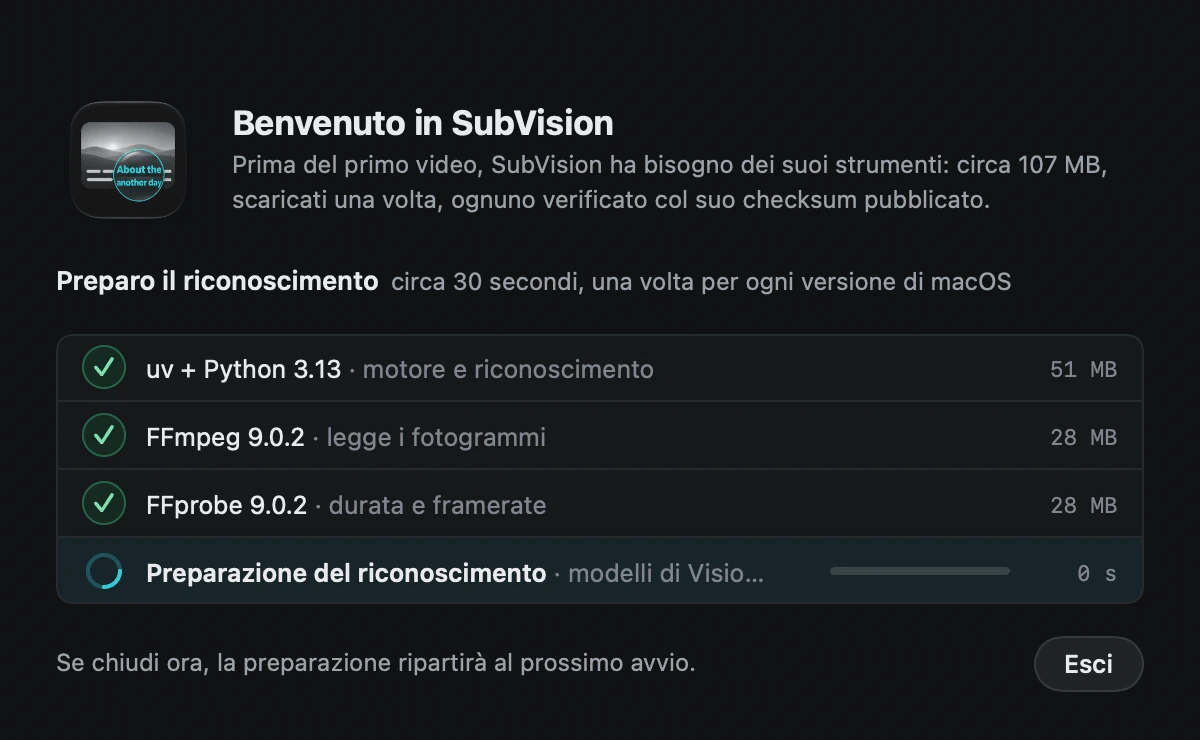 About the
another day
Benvenuto in SubVision
Prima del primo video, SubVision ha bisogno dei suoi strumenti: circa 107 MB,
scaricati una volta, ognuno verificato col suo checksum pubblicato.
Preparo il riconoscimento circa 30 secondi, una volta per ogni versione di macOS
uv + Python 3.13 · motore e riconoscimento 51 MB
FFmpeg 9.0.2 · legge i fotogrammi 28 MB
FFprobe 9.0.2 · durata e framerate 28 MB
Preparazione del riconoscimento · modelli di Visio... 0 s
Se chiudi ora, la preparazione ripartirà al prossimo avvio.
Esci